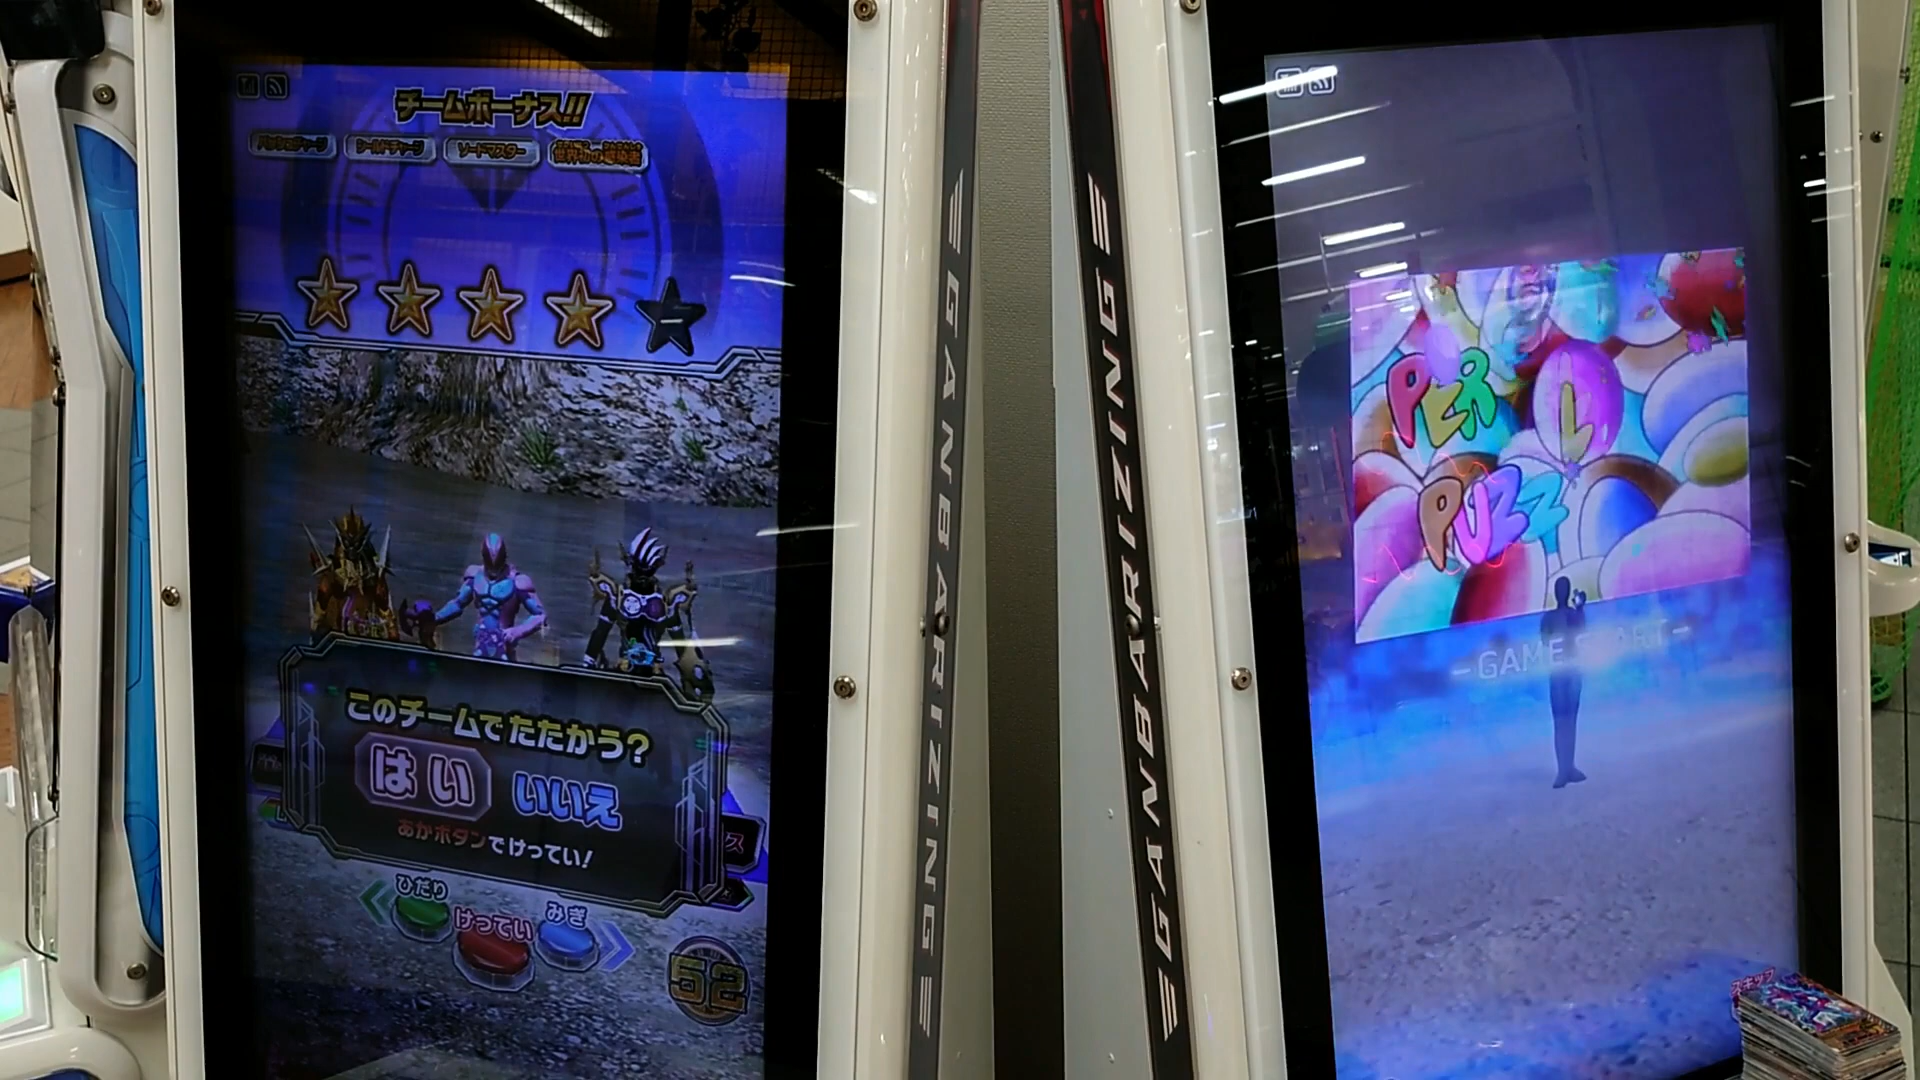 チームボーナス!!
シールドチャージ
ソードマスター
このチームでたたかう?
はい いいえ
あかボタンでけってい!
ひだり
けってい
みぎ
52
GANBARIZING
GANBARIZING
GANBARIZING
GANBARIZING
PUZZ
スキップ